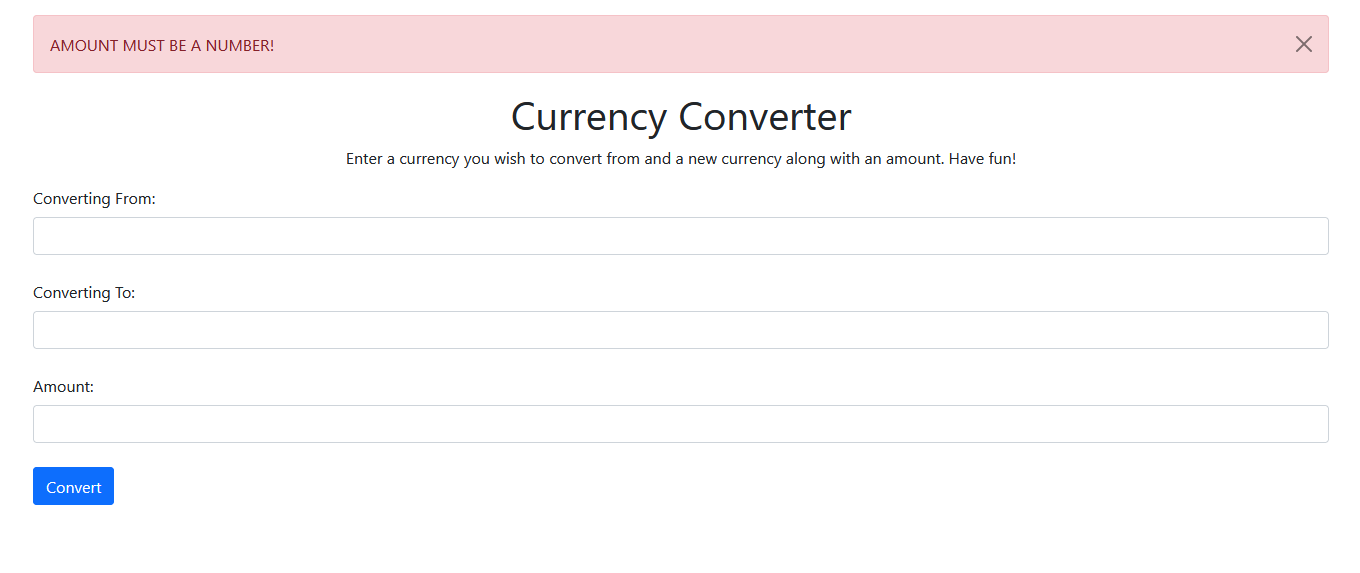 AMOUNT MUST BE A NUMBER!
Currency Converter
Enter a currency you wish to convert from and a new currency along with an amount. Have fun!
Converting From:
Converting To:
Amount:
Convert